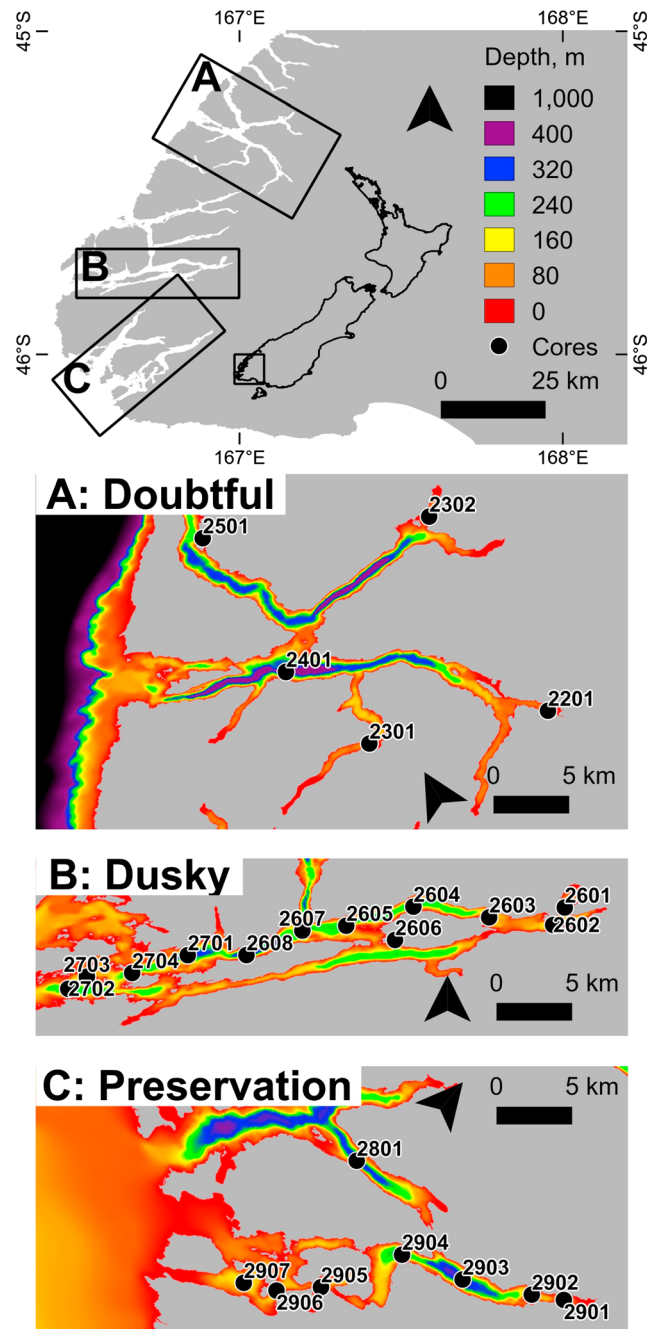 167°E 168°E
45°S 45°S
A
B
C
Depth, m
1,000
400
320
240
160
80
0
Cores
0 25 km
46°S 46°S
167°E 168°E
A: Doubtful
2501
2302
2401
2201
2301
0 5 km
B: Dusky
2604
2603
2601
2607
2605
2602
2606
2701
2608
2703
2704
2702
0 5 km
C: Preservation
0 5 km
2801
2904
2903
2907
2905
2902
2906
2901